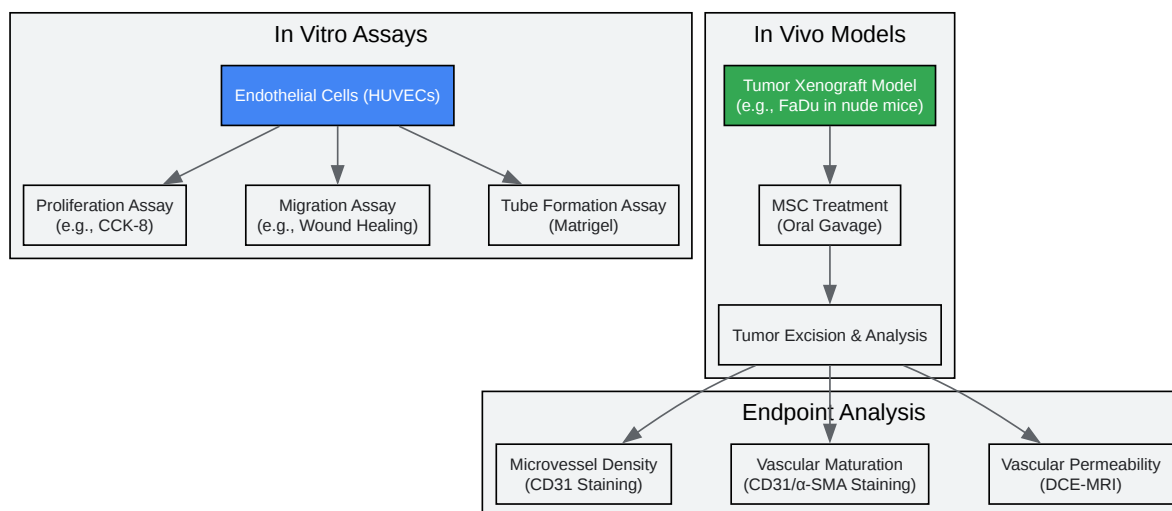 In Vitro Assays
Endothelial Cells (HUVECs)
Proliferation Assay
(e.g., CCK-8)
Migration Assay
(e.g., Wound Healing)
Tube Formation Assay
(Matrigel)
In Vivo Models
Tumor Xenograft Model
(e.g., FaDu in nude mice)
MSC Treatment
(Oral Gavage)
Tumor Excision & Analysis
Endpoint Analysis
Microvessel Density
(CD31 Staining)
Vascular Maturation
(CD31/α-SMA Staining)
Vascular Permeability
(DCE-MRI)